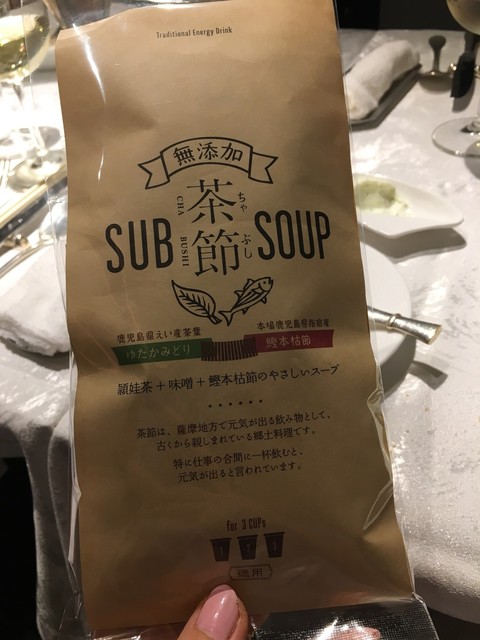 Traditional Energy Drink
無添加
茶節
ちゃ
ぶし
CHA
BUSHI
SUB
SOUP
鹿児島県えい産茶葉
ゆたかみどり
本場鹿児島県指宿産
鰹本枯節
頴娃茶+味噌+鰹本枯節のやさしいスープ
茶節は、薩摩地方で元気が出る飲み物として、
古くから親しまれている郷土料理です。
特に仕事の合間に一杯飲むと、
元気が出ると言われています。
for 3 CUPs
1
2
3
徳用